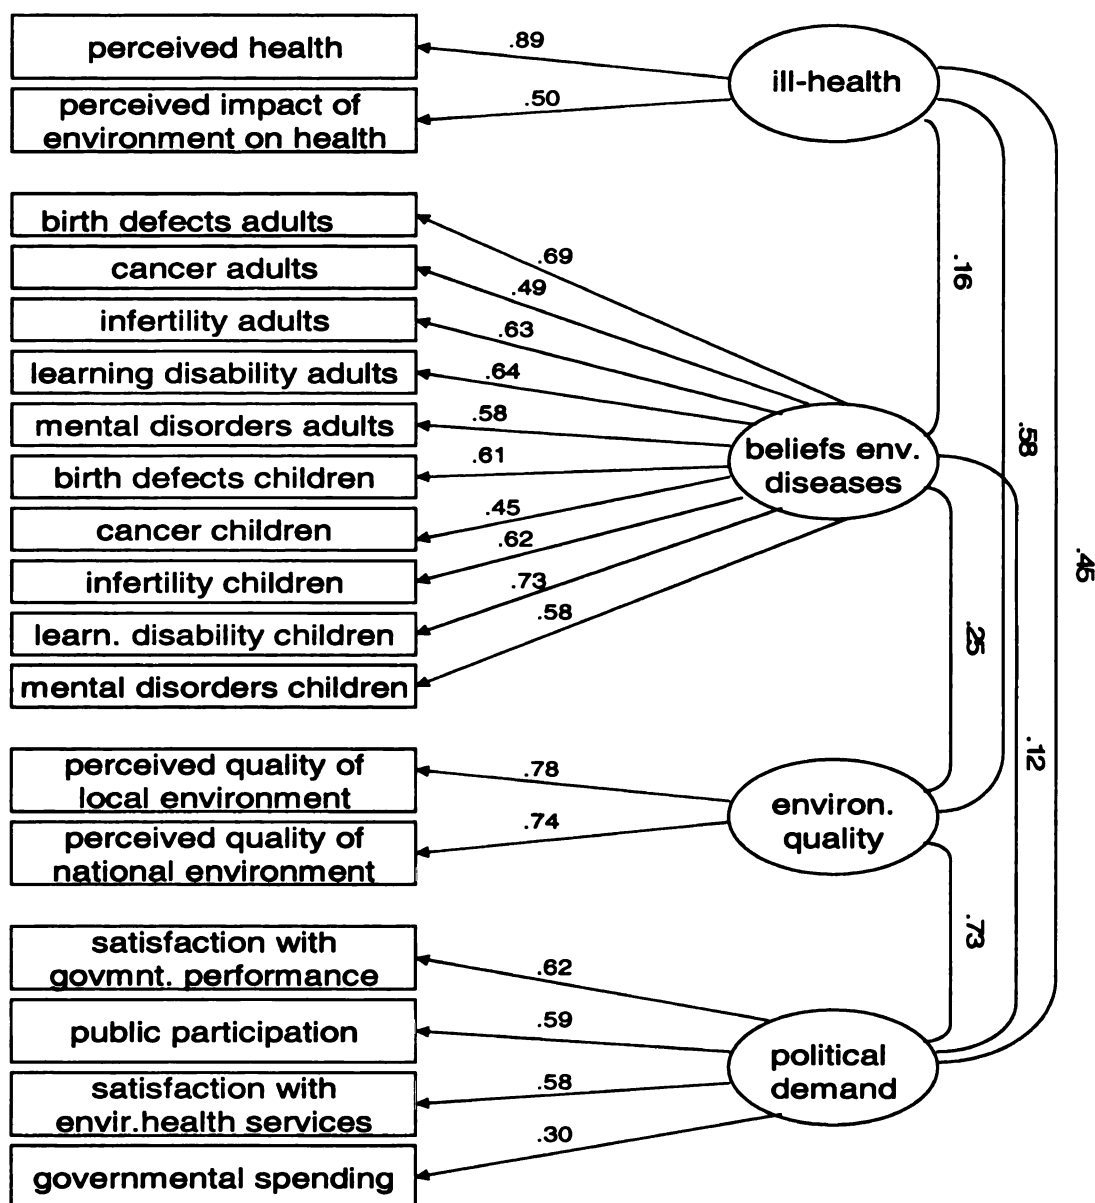 perceived health
.89
ill-health
perceived impact of
environment on health
.50
birth defects adults
.69
cancer adults
.49
infertility adults
.63
learning disability adults
.64
mental disorders adults
.58
birth defects children
.61
cancer children
.45
infertility children
.62
learn. disability children
.73
mental disorders children
.58
beliefs env.
diseases
.16
.58
.45
.25
.12
perceived quality of
local environment
.78
perceived quality of
national environment
.74
environ.
quality
.73
satisfaction with
govmnt. performance
.62
public participation
.59
satisfaction with
envir.health services
.58
governmental spending
.30
political
demand